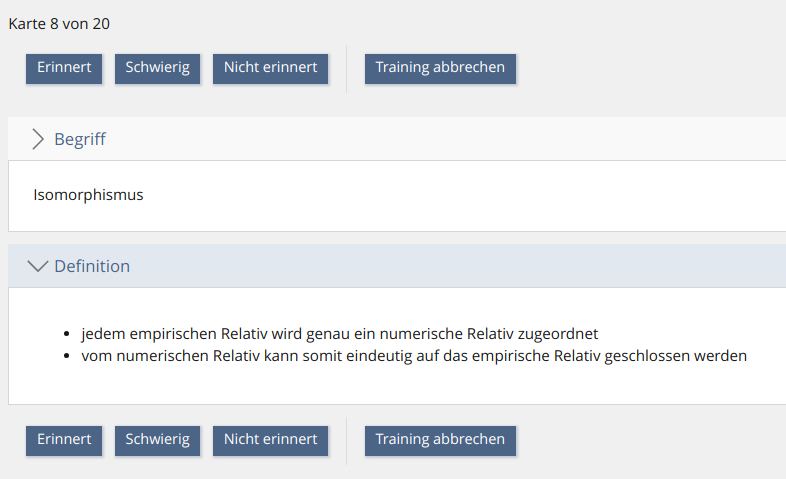 Karte 8 von 20
Erinnert Schwierig Nicht erinnert Training abbrechen
Begriff
Isomorphismus
Definition
• jedem empirischen Relativ wird genau ein numerische Relativ zugeordnet
• vom numerischen Relativ kann somit eindeutig auf das empirische Relativ geschlossen werden
Erinnert Schwierig Nicht erinnert Training abbrechen